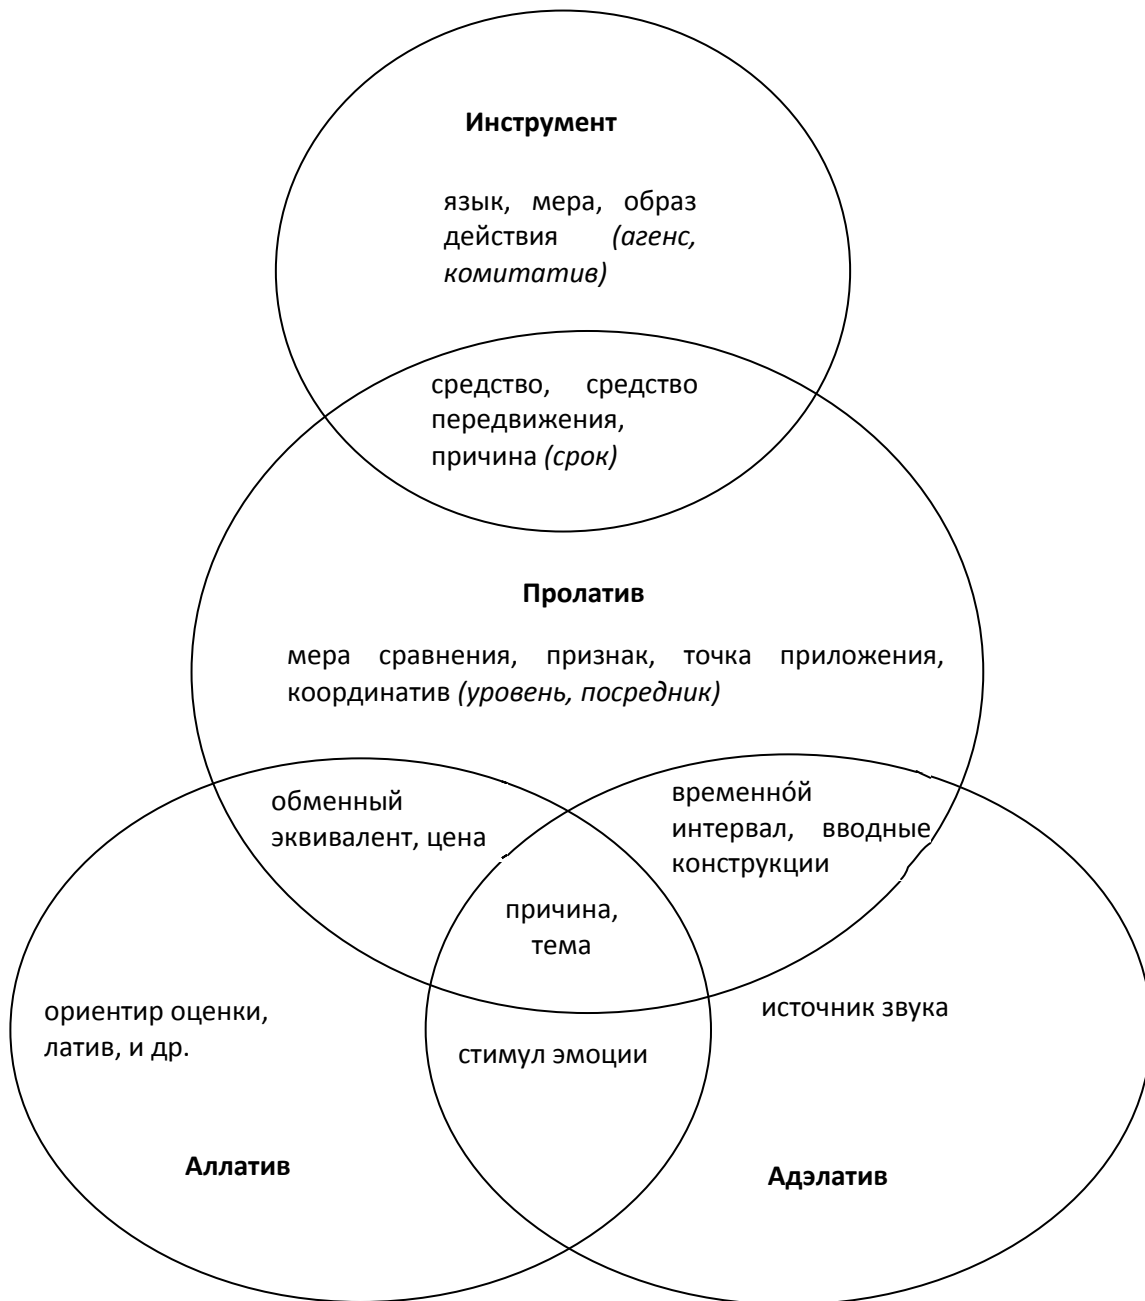 Инструмент
язык, мера, образ
действия (агенс,
комитатив)
средство, средство
передвижения,
причина (срок)
Пролатив
мера сравнения, признак, точка приложения,
координатив (уровень, посредник)
обменный
эквивалент, цена
временнóй
интервал, вводные
конструкции
причина,
тема
ориентир оценки,
латив, и др.
стимул эмоции
источник звука
Аллатив
Адэлатив